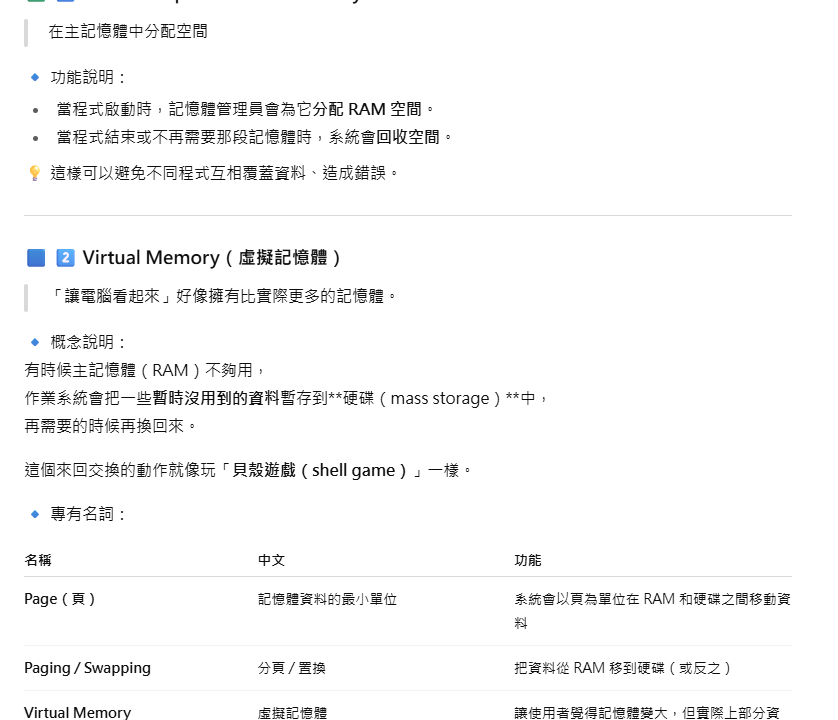 在主記憶體中分配空間
🔹 功能說明：
• 當程式啟動時，記憶體管理員會為它分配 RAM 空間。
• 當程式結束或不再需要那段記憶體時，系統會回收空間。
💡 這樣可以避免不同程式互相覆蓋資料、造成錯誤。
🟦 2️⃣ Virtual Memory（虛擬記憶體）
「讓電腦看起來」好像擁有比實際更多的記憶體。
🔹 概念說明：
有時候主記憶體（RAM）不夠用，
作業系統會把一些暫時沒用到的資料暫存到**硬碟（mass storage）**中，
再需要的時候再換回來。
這個來回交換的動作就像玩「貝殼遊戲（shell game）」一樣。
🔹 專有名詞：
名稱 中文 功能
Page（頁） 記憶體資料的最小單位 系統會以頁為單位在 RAM 和硬碟之間移動資
料
Paging / Swapping 分頁 / 置換 把資料從 RAM 移到硬碟（或反之）
Virtual Memory 虛擬記憶體 讓使用者覺得記憶體變大，但實際上部分資